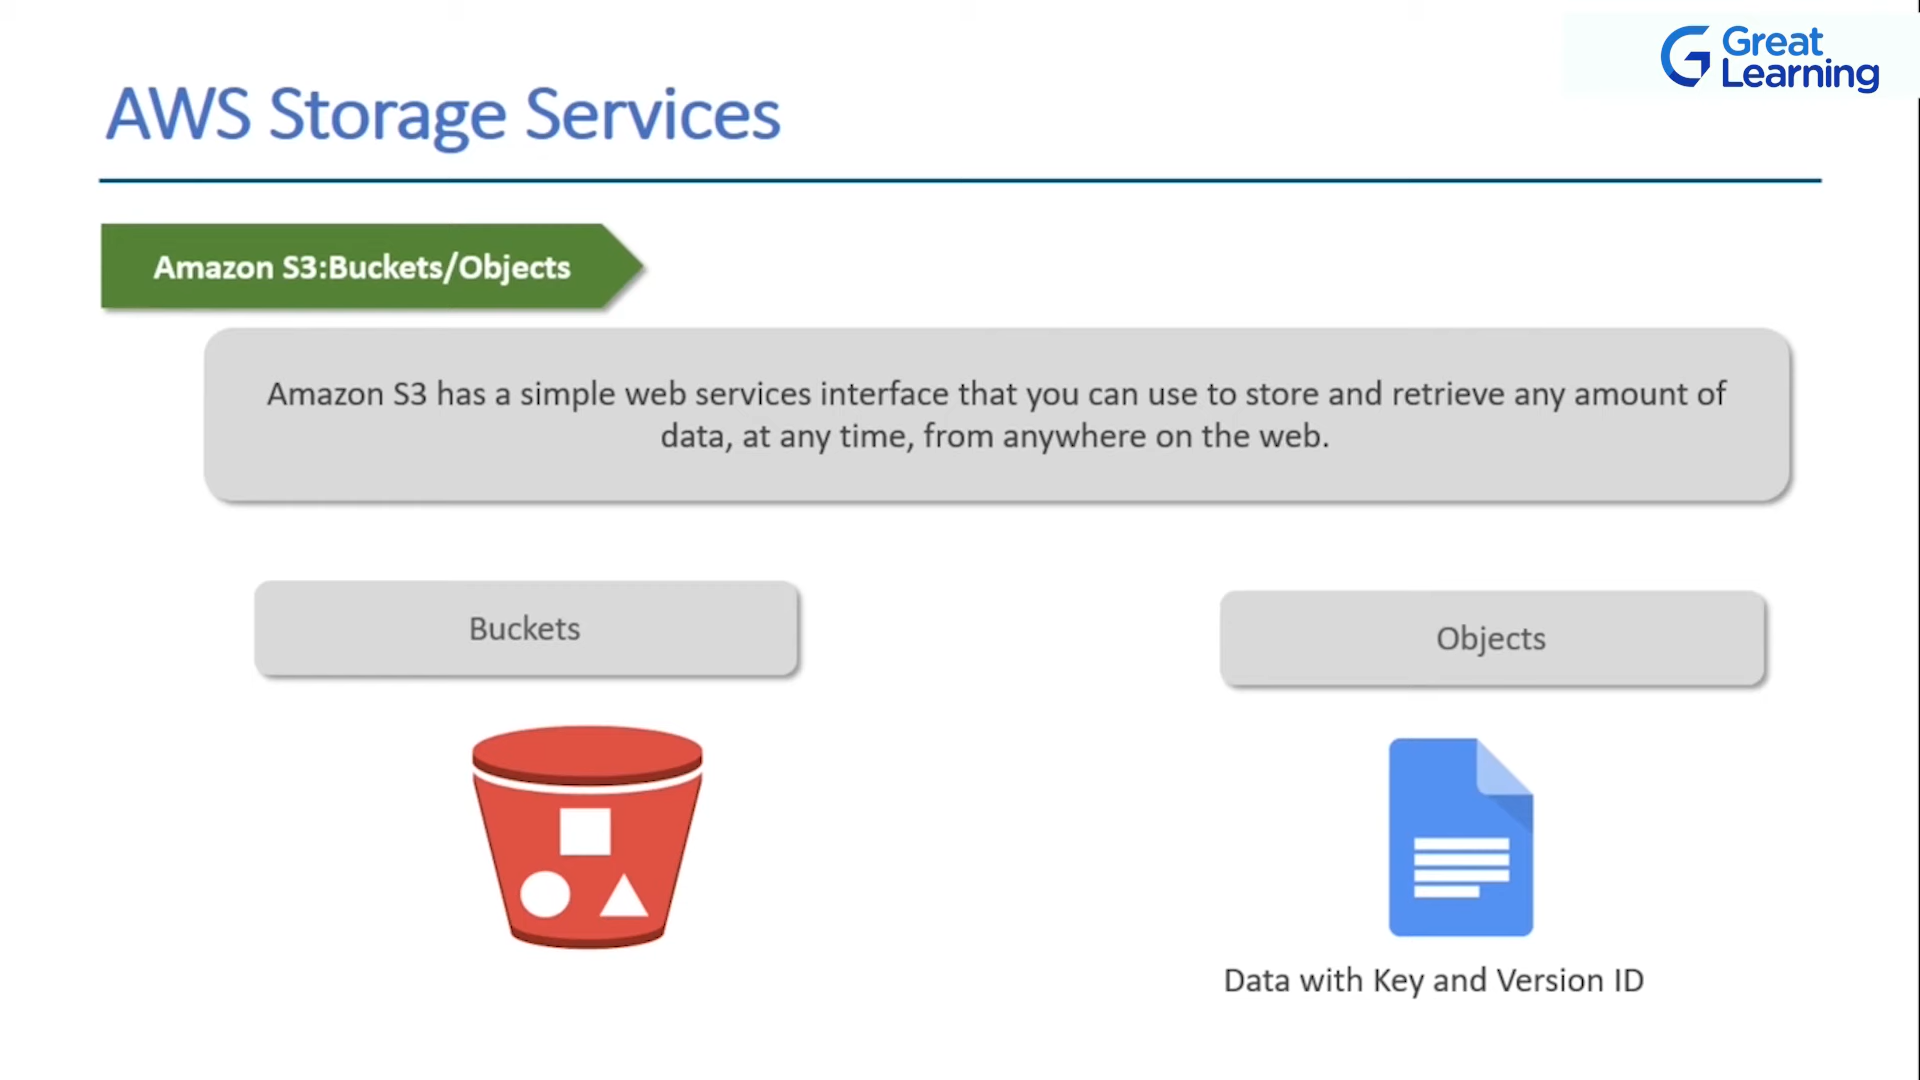 Great
Learning
AWS Storage Services
Amazon S3:Buckets/Objects
Amazon S3 has a simple web services interface that you can use to store and retrieve any amount of
data, at any time, from anywhere on the web.
Buckets
Objects
Data with Key and Version ID